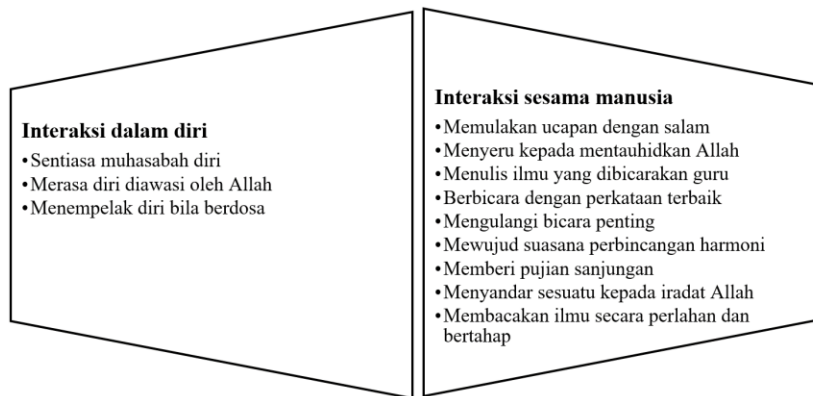 Interaksi dalam diri
•Sentiasa muhasabah diri
•Merasa diri diawasi oleh Allah
•Menempelak diri bila berdosa
Interaksi sesama manusia
•Memulakan ucapan dengan salam
•Menyeru kepada mentauhidkan Allah
•Menulis ilmu yang dibicarakan guru
•Berbicara dengan perkataan terbaik
•Mengulangi bicara penting
•Mewujud suasana perbincangan harmoni
•Memberi pujian sanjungan
•Menyandar sesuatu kepada iradat Allah
•Membacakan ilmu secara perlahan dan
bertahap